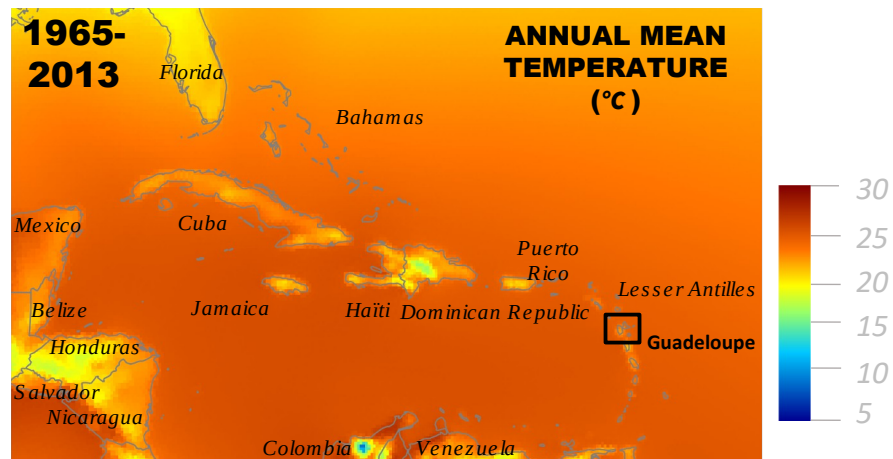 1965-
2013
ANNUAL MEAN
TEMPERATURE
(°C )
Florida
Bahamas
Mexico
Cuba
Puerto
Rico
Lesser Antilles
Belize
Jamaica
Haïti
Dominican Republic
Guadeloupe
Honduras
Salvador
Nicaragua
Colombia
Venezuela
30
25
20
15
10
5